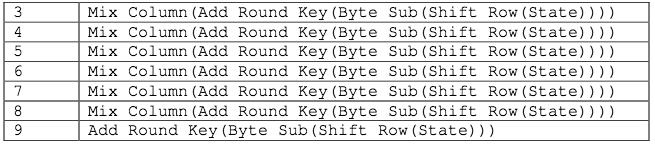 3 Mix Column(Add Round Key(Byte Sub(Shift Row(State))))
4 Mix Column(Add Round Key(Byte Sub(Shift Row(State))))
5 Mix Column(Add Round Key(Byte Sub(Shift Row(State))))
6 Mix Column(Add Round Key(Byte Sub(Shift Row(State))))
7 Mix Column(Add Round Key(Byte Sub(Shift Row(State))))
8 Mix Column(Add Round Key(Byte Sub(Shift Row(State))))
9 Add Round Key(Byte Sub(Shift Row(State)))